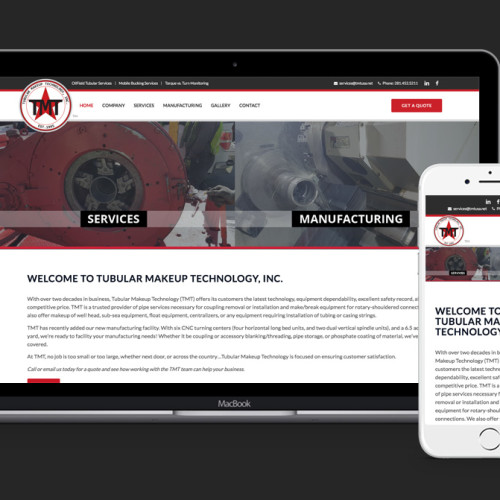 Oilfield Tubular Services | Mobile Bucking Services | Torque vs. Turn Monitoring services@tmtusa.net Phone: 281.453.2211 in f
TUBULAR MAKEUP TECHNOLOGY, INC.
TMT
HOME COMPANY SERVICES MANUFACTURING GALLERY CONTACT GET A QUOTE
SERVICES MANUFACTURING
WELCOME TO TUBULAR MAKEUP TECHNOLOGY, INC.
With over two decades in business, Tubular Makeup Technology (TMT) offers its customers the latest technology, equipment dependability, excellent safety record, al
competitive price. TMT is a trusted provider of pipe services necessary for coupling removal or installation and make/break equipment for rotary-shouldered connec
also offer makeup of well head, sub-sea equipment, float equipment, centralizers, or any equipment requiring installation of tubing or casing strings.
TMT has recently added our new manufacturing facility. With six CNC turning centers (four horizontal long bed units, and two dual vertical spindle units), and a 6.5 ac
yard, we're ready to facilitate your manufacturing needs! Whether it be coupling or accessory blanking/threading, pipe storage, or phosphate coating of material, we've
covered.
At TMT, no job is too small or too large, whether next door, or across the country...Tubular Makeup Technology is focused on ensuring customer satisfaction.
Call or email us today for a quote and see how working with the TMT team can help your business.
MacBook
in f
services@tmtusa.net
TMT
SERVICES
WELCOME TO
TUBULAR MA
TECHNOLOGY
With over two decades in b
Makeup Technology (TMT)
customers the latest technol
dependability, excellent safe
competitive price. TMT is a
of pipe services necessary f
removal or installation and
equipment for rotary-shoul
connections. We also offer